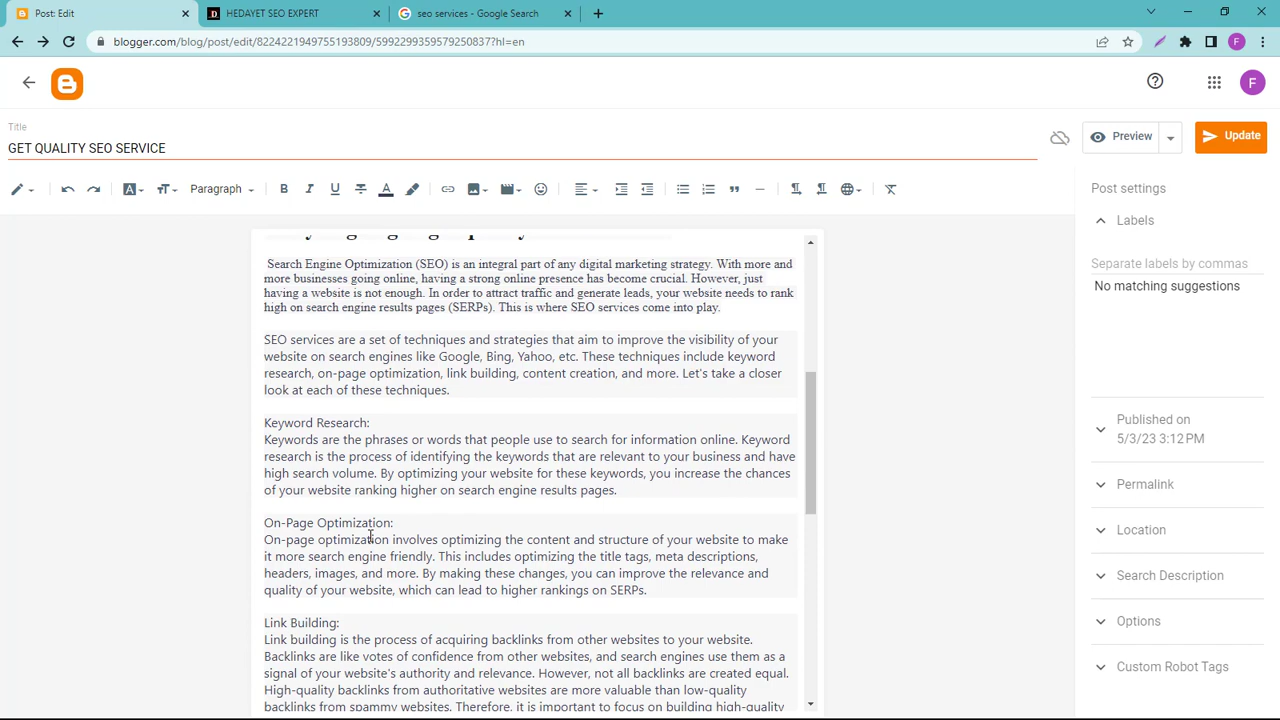 Post: Edit
HEDAYET SEO EXPERT
seo services - Google Search
blogger.com/blog/post/edit/8224221949755193809/5992299359579250837?hl=en
F
F
Title
GET QUALITY SEO SERVICE
Preview
Update
Paragraph
Post settings
Labels
Separate labels by commas
No matching suggestions
Published on
5/3/23 3:12 PM
Permalink
Location
Search Description
Options
Custom Robot Tags
Search Engine Optimization (SEO) is an integral part of any digital marketing strategy. With more and
more businesses going online, having a strong online presence has become crucial. However, just
having a website is not enough. In order to attract traffic and generate leads, your website needs to rank
high on search engine results pages (SERPs). This is where SEO services come into play.
SEO services are a set of techniques and strategies that aim to improve the visibility of your
website on search engines like Google, Bing, Yahoo, etc. These techniques include keyword
research, on-page optimization, link building, content creation, and more. Let's take a closer
look at each of these techniques.
Keyword Research:
Keywords are the phrases or words that people use to search for information online. Keyword
research is the process of identifying the keywords that are relevant to your business and have
high search volume. By optimizing your website for these keywords, you increase the chances
of your website ranking higher on search engine results pages.
On-Page Optimization:
On-page optimization involves optimizing the content and structure of your website to make
it more search engine friendly. This includes optimizing the title tags, meta descriptions,
headers, images, and more. By making these changes, you can improve the relevance and
quality of your website, which can lead to higher rankings on SERPs.
Link Building:
Link building is the process of acquiring backlinks from other websites to your website.
Backlinks are like votes of confidence from other websites, and search engines use them as a
signal of your website's authority and relevance. However, not all backlinks are created equal.
High-quality backlinks from authoritative websites are more valuable than low-quality
backlinks from spammy websites. Therefore, it is important to focus on building high-quality